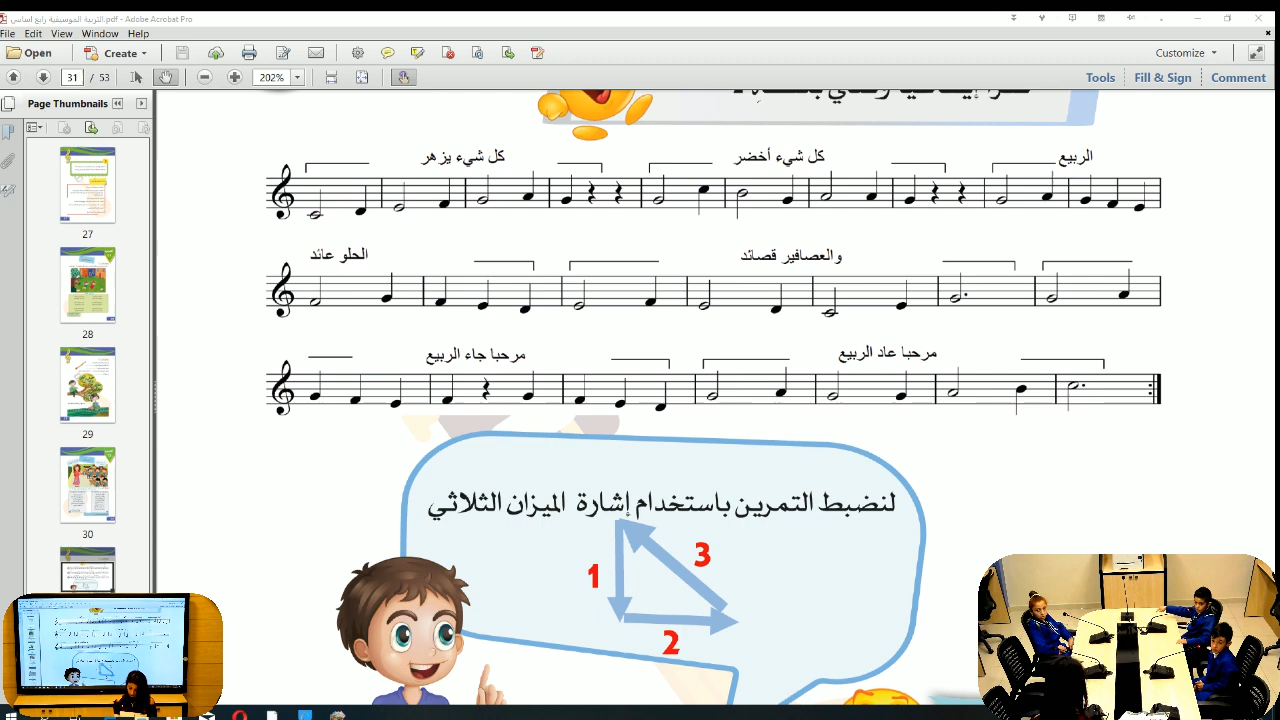 التربية الموسيقية رابع اساسي.pdf - Adobe Acrobat Pro
File Edit View Window Help
Open Create Customize
31 / 53 202% Tools Fill & Sign Comment
Page Thumbnails
27
28
29
30
كل شيء يزهر كل شيء أخضر الربيع
الحلو عائد والعصافير قصائد
مرحبا جاء الربيع مرحبا عاد الربيع
لنضبط التمرين باستخدام إشارة الميزان الثلاثي
1
3
2